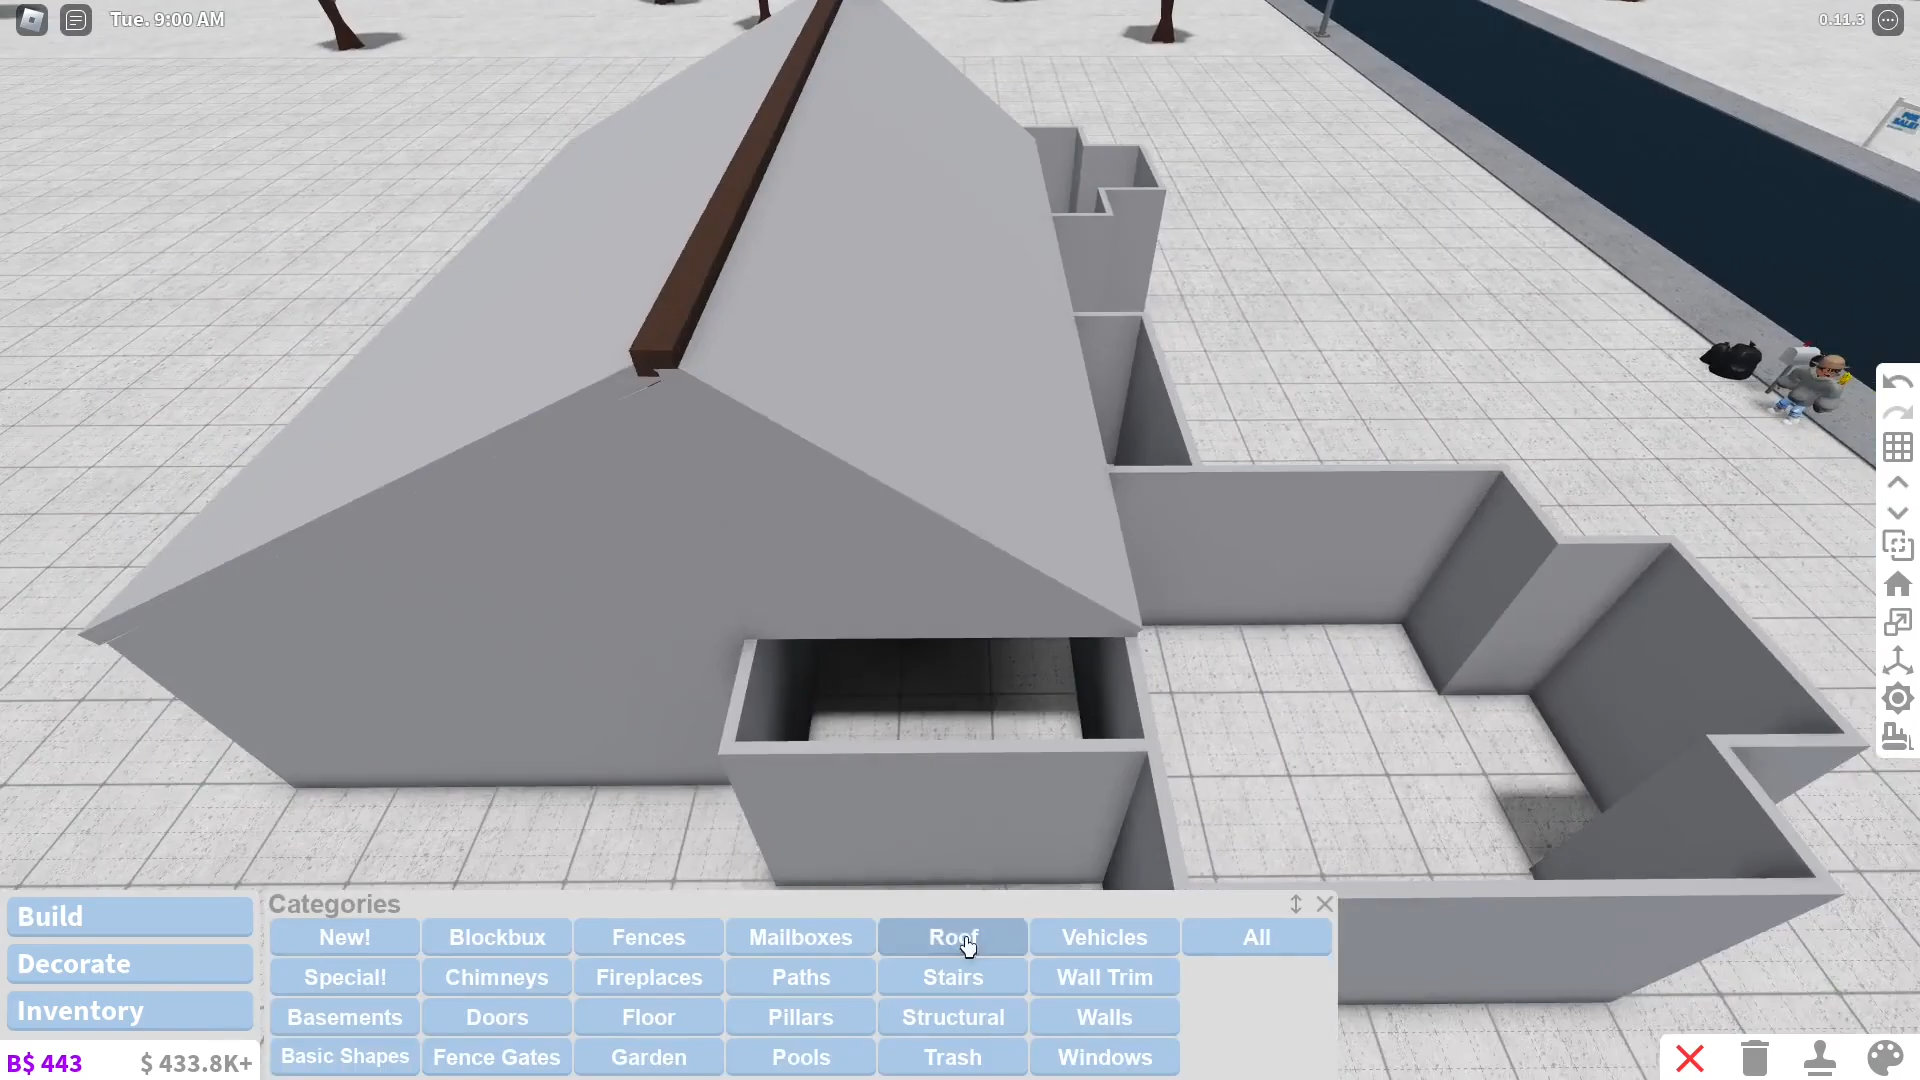 Tue. 9:00 AM
0.11.3
Build
Decorate
Inventory
B$ 443
$ 433.8K+
Categories
New!
Blockbux
Fences
Mailboxes
Roof
Vehicles
All
Special!
Chimneys
Fireplaces
Paths
Stairs
Wall Trim
Basements
Doors
Floor
Pillars
Structural
Walls
Basic Shapes
Fence Gates
Garden
Pools
Trash
Windows